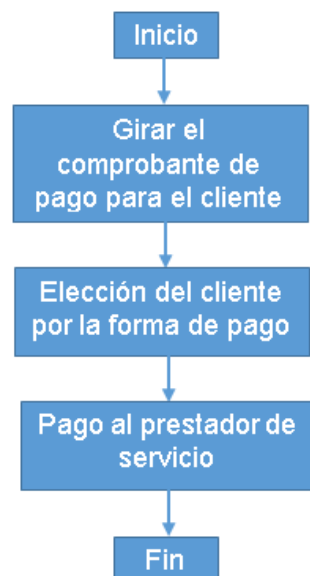 Inicio
Girar el
comprobante de
pago para el cliente
Elección del cliente
por la forma de pago
Pago al prestador de
servicio
Fin